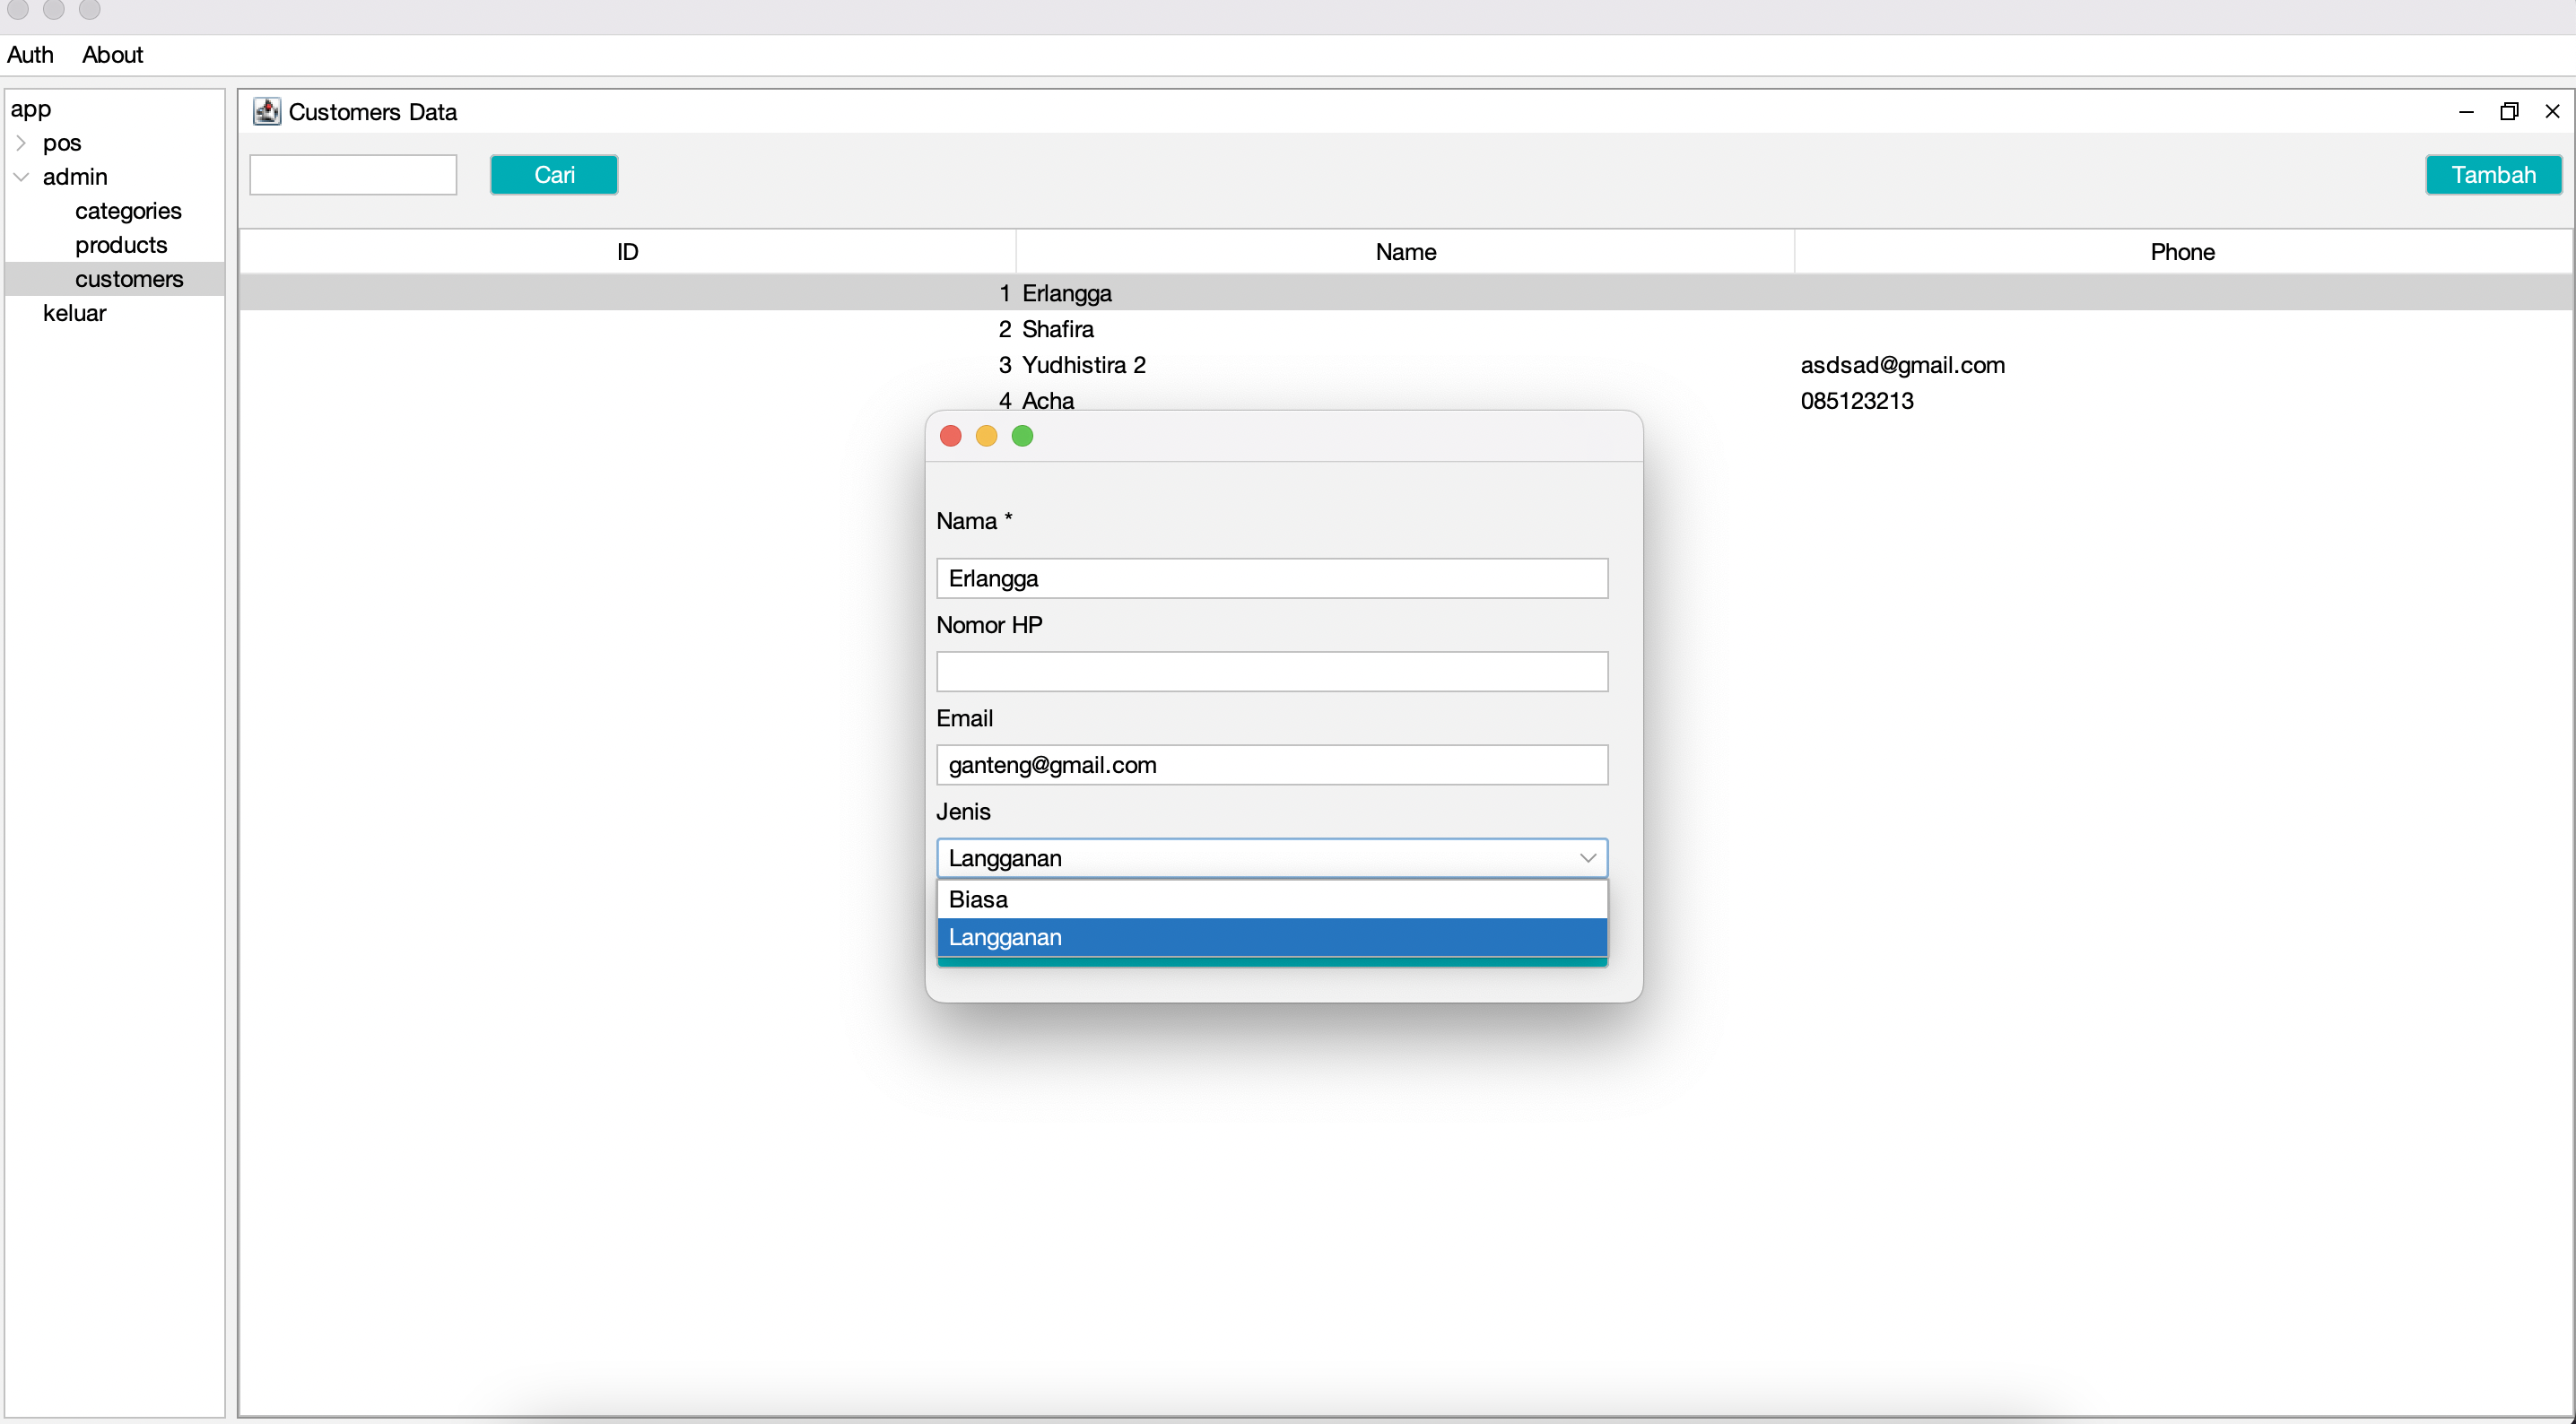 Auth About
app
pos
admin
categories
products
customers
keluar
Customers Data
Cari
Tambah
ID Name Phone
1 Erlangga
2 Shafira
3 Yudhistira 2 asdsad@gmail.com
4 Acha 085123213
Nama *
Erlangga
Nomor HP
Email
ganteng@gmail.com
Jenis
Langganan
Biasa
Langganan